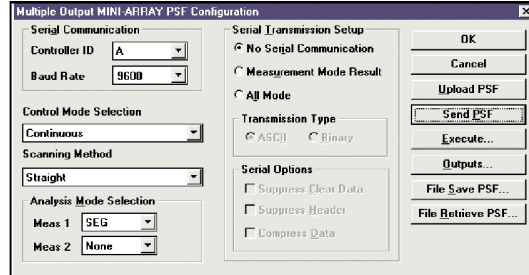 Multiple Output MINI-ARRAY PSF Configuration
Serial Communication
Controller ID
A
Baud Rate
9600
Control Mode Selection
Continuous
Scanning Method
Straight
Analysis Mode Selection
Meas 1
SEG
Meas 2
None
Serial Transmission Setup
No Serial Communication
Measurement Mode Result
All Mode
Transmission Type
ASCII
Binary
Serial Options
Suppress Clear Data
Suppress Header
Compress Data
OK
Cancel
Upload PSF
Send PSF
Execute...
Outputs...
File Save PSF...
File Retrieve PSF...